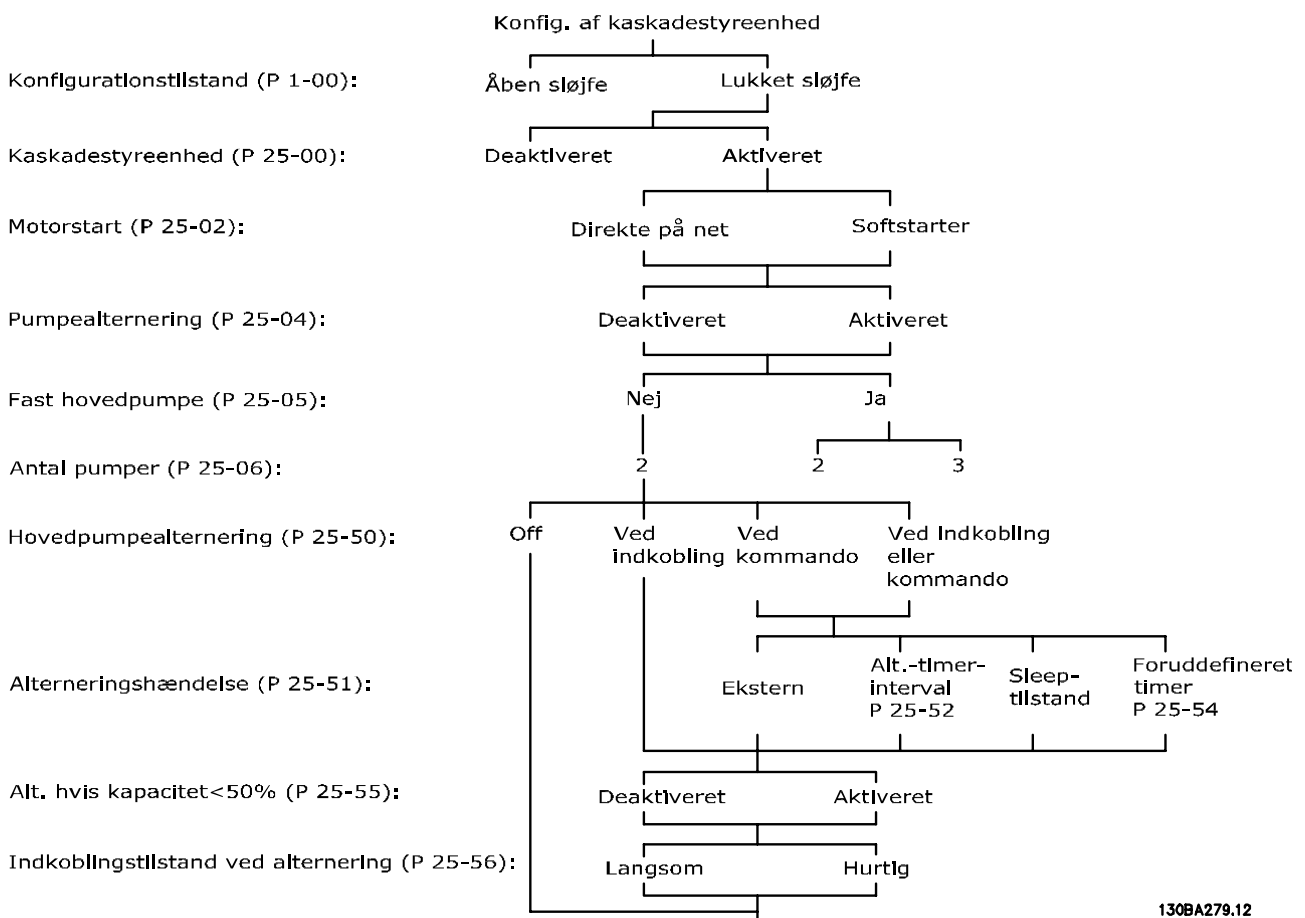 Konfig. af kaskadestyreenhed
Konfigurationstilstand (P 1-00):
Åben sløjfe
Lukket sløjfe
Kaskadestyreenhed (P 25-00):
Deaktiveret
Aktiveret
Motorstart (P 25-02):
Direkte på net
Softstarter
Pumpealternering (P 25-04):
Deaktiveret
Aktiveret
Fast hovedpumpe (P 25-05):
Nej
Ja
Antal pumper (P 25-06):
2
2
3
Hovedpumpealternering (P 25-50):
Off
Ved
indkobling
Ved
kommando
Ved indkobling
eller
kommando
Alterneringshændelse (P 25-51):
Ekstern
Alt.-timer-
interval
P 25-52
Sleep-
tilstand
Foruddefineret
timer
P 25-54
Alt. hvis kapacitet<50% (P 25-55):
Deaktiveret
Aktiveret
Indkoblingstilstand ved alternering (P 25-56):
Langsom
Hurtig
130BA279.12